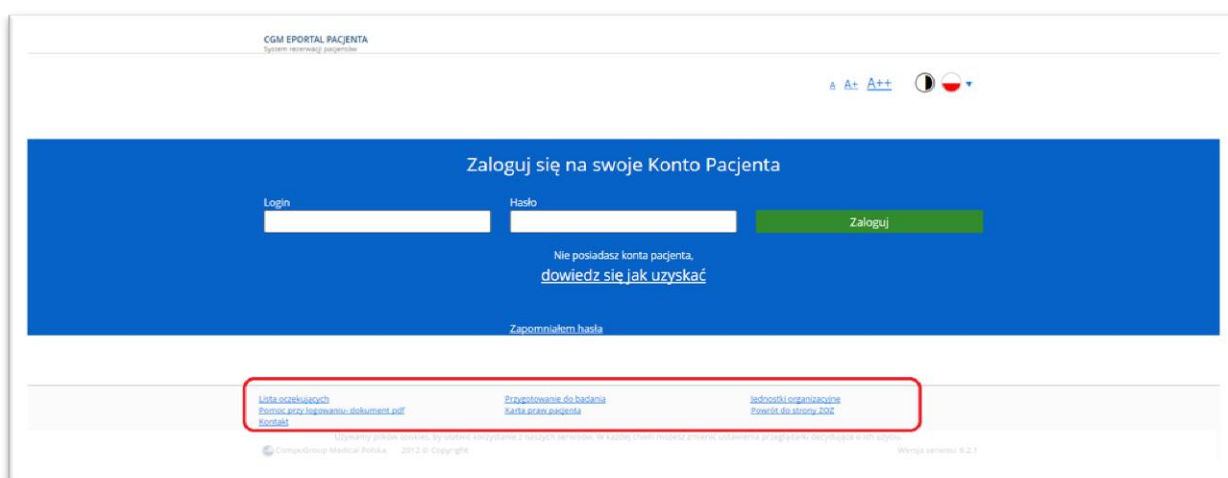 CGM EPORTAL PACJENTA
System rezerwacji pacjentów
A A+ A++
Zaloguj się na swoje Konto Pacjenta
Login Hasło
Zaloguj
Nie posiadasz konta pacjenta,
dowiedz się jak uzyskać
Zapomniałem hasła
Lista oczekujących Przygotowanie do badania Jednostki organizacyjne
Pomoc przy logowaniu- dokument pdf Karta praw pacjenta Powrót do strony ZOZ
Kontakt
Używamy plików cookies, by ułatwić korzystanie z naszych serwisów. W każdej chwili możesz zmienić ustawienia przeglądarki decydujące o ich użyciu.
CompuGroup Medical Polska 2012 © Copyright Wersja serwisu: 6.2.1